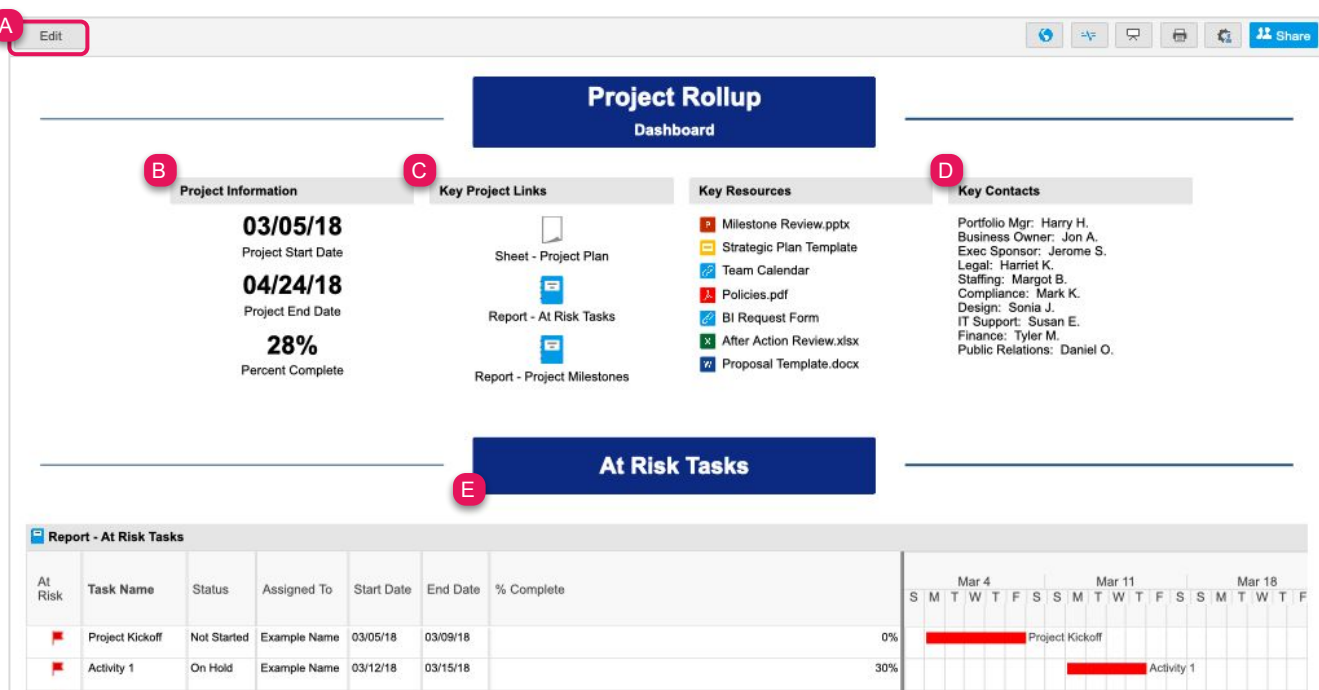 A
Edit
Share
Project Rollup
Dashboard
B
C
D
Project Information
Key Project Links
Key Resources
Key Contacts
03/05/18
Project Start Date
04/24/18
Project End Date
28%
Percent Complete
Sheet - Project Plan
Report - At Risk Tasks
Report - Project Milestones
Milestone Review.pptx
Strategic Plan Template
Team Calendar
Policies.pdf
BI Request Form
After Action Review.xlsx
Proposal Template.docx
Portfolio Mgr: Harry H.
Business Owner: Jon A.
Exec Sponsor: Jerome S.
Legal: Harriet K.
Staffing: Margot B.
Compliance: Mark K.
Design: Sonia J.
IT Support: Susan E.
Finance: Tyler M.
Public Relations: Daniel O.
At Risk Tasks
E
Report - At Risk Tasks
At Risk Task Name Status Assigned To Start Date End Date % Complete
Mar 4 Mar 11 Mar 18
S M T W T F S S M T W T F S S M T W T F
Project Kickoff Not Started Example Name 03/05/18 03/09/18 0% Project Kickoff
Activity 1 On Hold Example Name 03/12/18 03/15/18 30% Activity 1